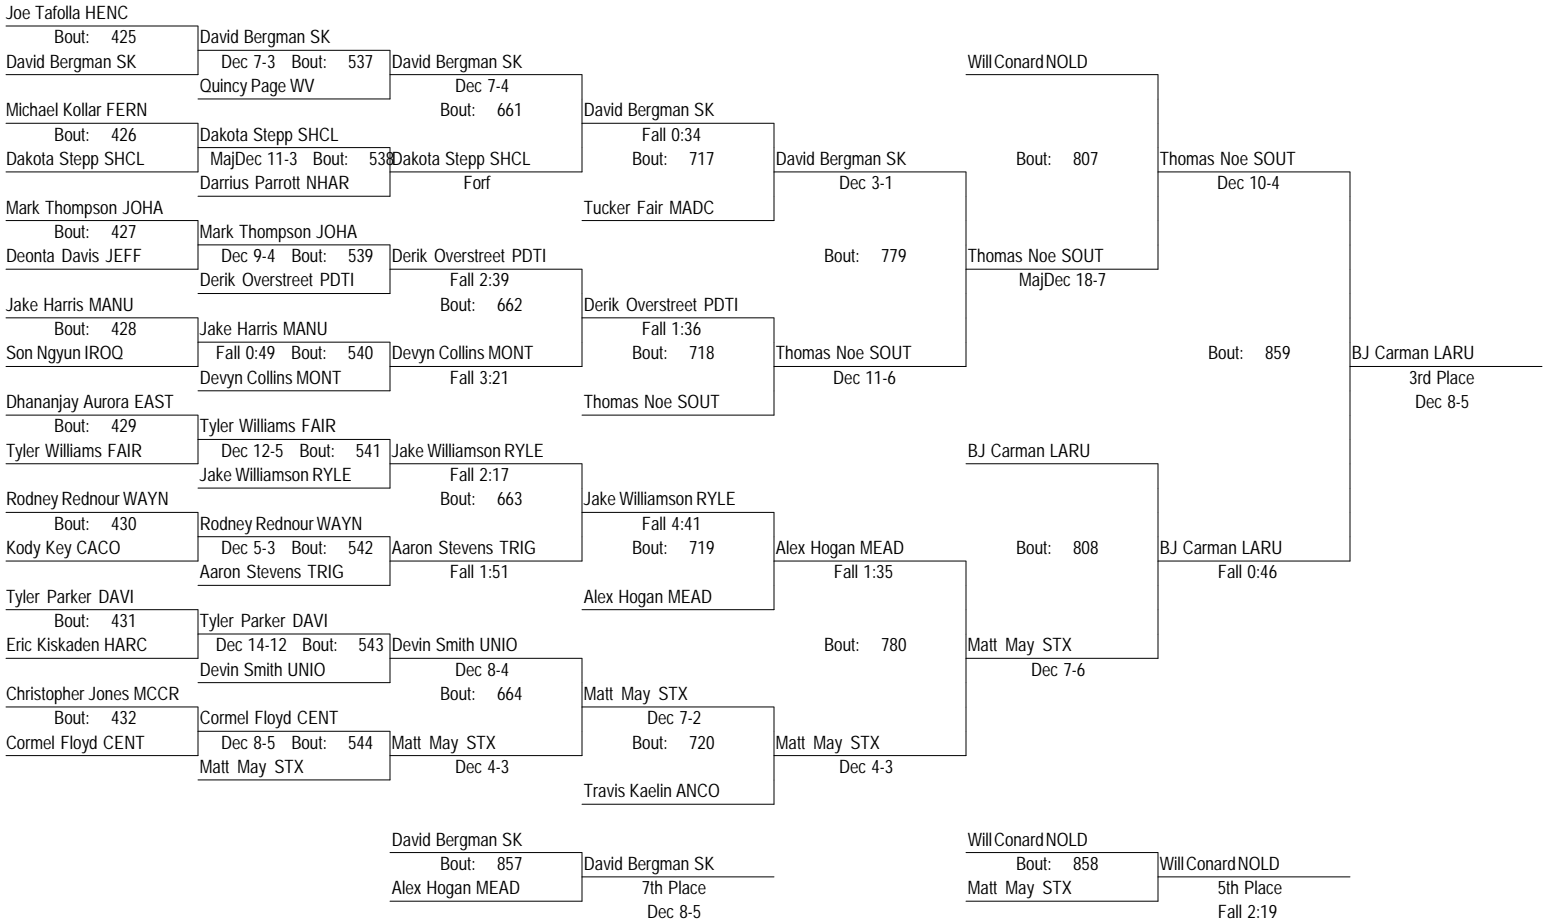 Joe Tafolla HENC
Bout: 425
David Bergman SK
Michael Kollar FERN
Bout: 426
Dakota Stepp SHCL
Mark Thompson JOHA
Bout: 427
Deonta Davis JEFF
Jake Harris MANU
Bout: 428
Son Ngyun IROQ
Dhananjay Aurora EAST
Bout: 429
Tyler Williams FAIR
Rodney Rednour WAYN
Bout: 430
Kody Key CACO
Tyler Parker DAVI
Bout: 431
Eric Kiskaden HARC
Christopher Jones MCCR
Bout: 432
Cormel Floyd CENT
David Bergman SK
Dec 7-3 Bout: 537
Quincy Page WV
Dakota Stepp SHCL
MajDec 11-3 Bout: 538
Darrius Parrott NHAR
Mark Thompson JOHA
Dec 9-4 Bout: 539
Derik Overstreet PDTI
Jake Harris MANU
Fall 0:49 Bout: 540
Devyn Collins MONT
Tyler Williams FAIR
Dec 12-5 Bout: 541
Jake Williamson RYLE
Rodney Rednour WAYN
Dec 5-3 Bout: 542
Aaron Stevens TRIG
Tyler Parker DAVI
Dec 14-12 Bout: 543
Devin Smith UNIO
Cormel Floyd CENT
Dec 8-5 Bout: 544
Matt May STX
David Bergman SK
Dec 7-4
Bout: 661
Dakota Stepp SHCL
Forf
Derik Overstreet PDTI
Fall 2:39
Bout: 662
Devyn Collins MONT
Fall 3:21
Jake Williamson RYLE
Fall 2:17
Bout: 663
Aaron Stevens TRIG
Fall 1:51
Devin Smith UNIO
Dec 8-4
Bout: 664
Matt May STX
Dec 4-3
David Bergman SK
Fall 0:34
Bout: 717
Tucker Fair MADC
Derik Overstreet PDTI
Fall 1:36
Bout: 718
Thomas Noe SOUT
Jake Williamson RYLE
Fall 4:41
Bout: 719
Alex Hogan MEAD
Matt May STX
Dec 7-2
Bout: 720
Travis Kaelin ANCO
David Bergman SK
Dec 3-1
Bout: 779
Thomas Noe SOUT
Dec 11-6
Alex Hogan MEAD
Fall 1:35
Bout: 780
Matt May STX
Dec 4-3
Will Conard NOLD
Bout: 807
Thomas Noe SOUT
MajDec 18-7
BJ Carman LARU
Bout: 808
Matt May STX
Dec 7-6
Thomas Noe SOUT
Dec 10-4
Bout: 859
BJ Carman LARU
Fall 0:46
BJ Carman LARU
3rd Place
Dec 8-5
David Bergman SK
Bout: 857
Alex Hogan MEAD
David Bergman SK
7th Place
Dec 8-5
Will Conard NOLD
Bout: 858
Matt May STX
Will Conard NOLD
5th Place
Fall 2:19